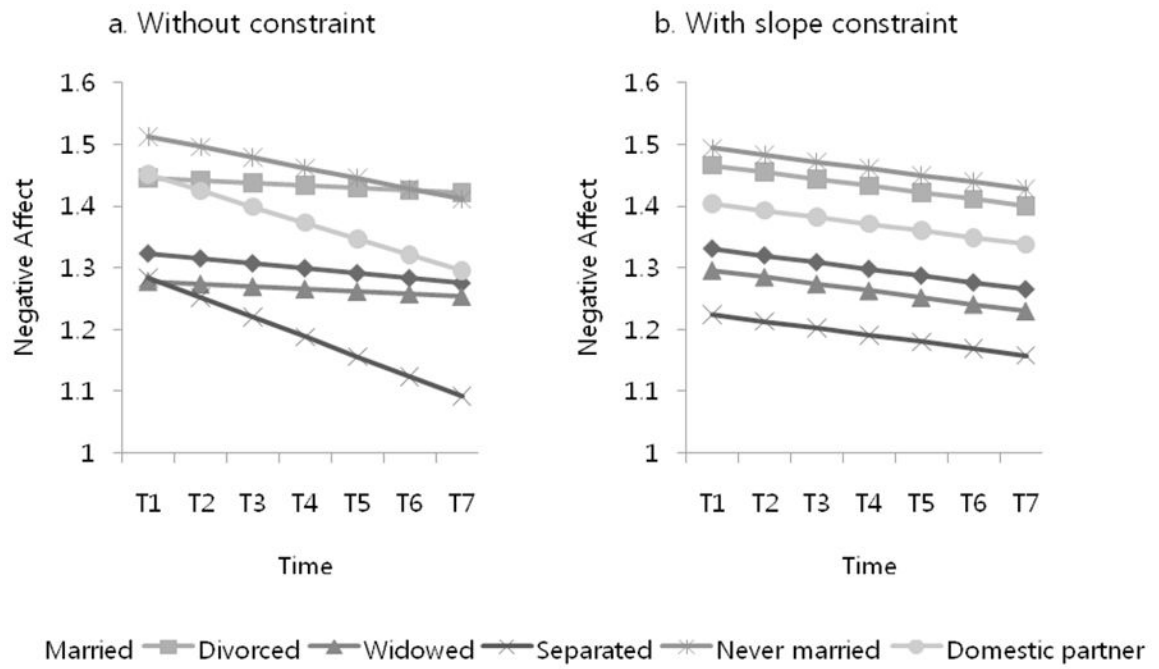 a. Without constraint
b. With slope constraint
1.6
1.5
1.4
1.3
1.2
1.1
1
Negative Affect
T1 T2 T3 T4 T5 T6 T7
Time
1.6
1.5
1.4
1.3
1.2
1.1
1
Negative Affect
T1 T2 T3 T4 T5 T6 T7
Time
Married Divorced Widowed Separated Never married Domestic partner